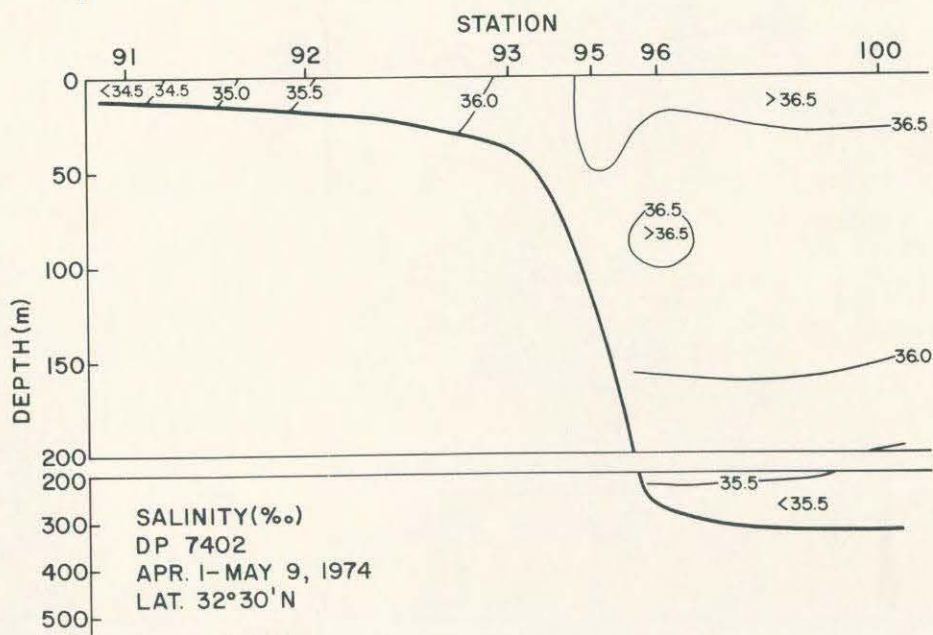 STATION
91 92 93 95 96 100
0
<34.5 34.5 35.0 35.5 36.0 >36.5 36.5
50
36.5
>36.5
100
150
36.0
200
200
35.5
<35.5
300
400
500
DEPTH (m)
SALINITY (‰)
DP 7402
APR. 1-MAY 9, 1974
LAT. 32°30'N